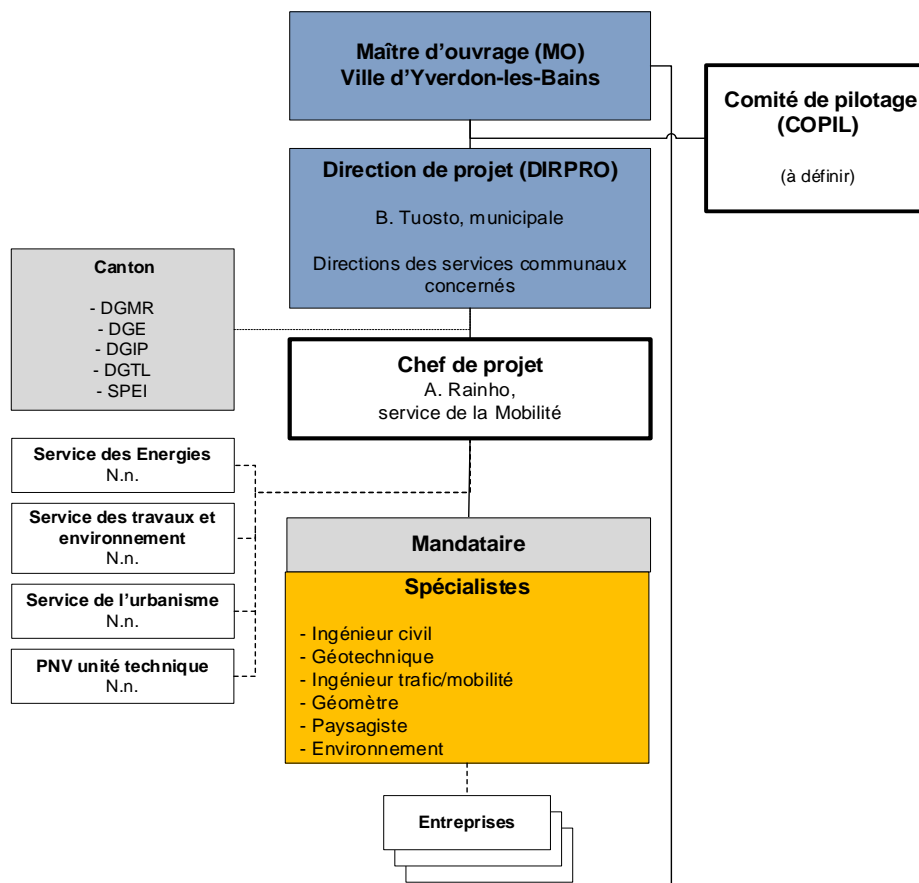 Maître d'ouvrage (MO)
Ville d'Yverdon-les-Bains
Comité de pilotage
(COPIL)
(à définir)
Direction de projet (DIRPRO)
B. Tuosto, municipale
Directions des services communaux
concernés
Canton
- DGMR
- DGE
- DGIP
- DGTL
- SPEI
Chef de projet
A. Rainho,
service de la Mobilité
Service des Energies
N.n.
Service des travaux et
environnement
N.n.
Service de l'urbanisme
N.n.
PNV unité technique
N.n.
Mandataire
Spécialistes
- Ingénieur civil
- Géotechnique
- Ingénieur trafic/mobilité
- Géomètre
- Paysagiste
- Environnement
Entreprises